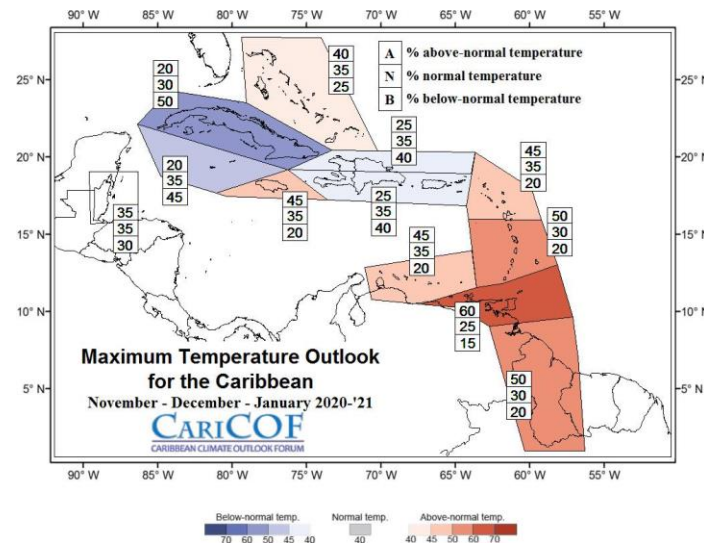 A % above-normal temperature
N % normal temperature
B % below-normal temperature
25° N
20° N
15° N
10° N
5° N
40
35
25
20
30
50
25
35
40
45
35
20
20
35
45
45
35
20
25
35
40
50
30
20
35
35
30
45
35
20
60
25
15
50
30
20
Maximum Temperature Outlook
for the Caribbean
November - December - January 2020-'21
CARICOF
CARIBBEAN CLIMATE OUTLOOK FORUM
90° W 85° W 80° W 75° W 70° W 65° W 60° W 55° W
Below-normal temp. Normal temp. Above-normal temp.
70 60 50 45 40 40 40 45 50 60 70